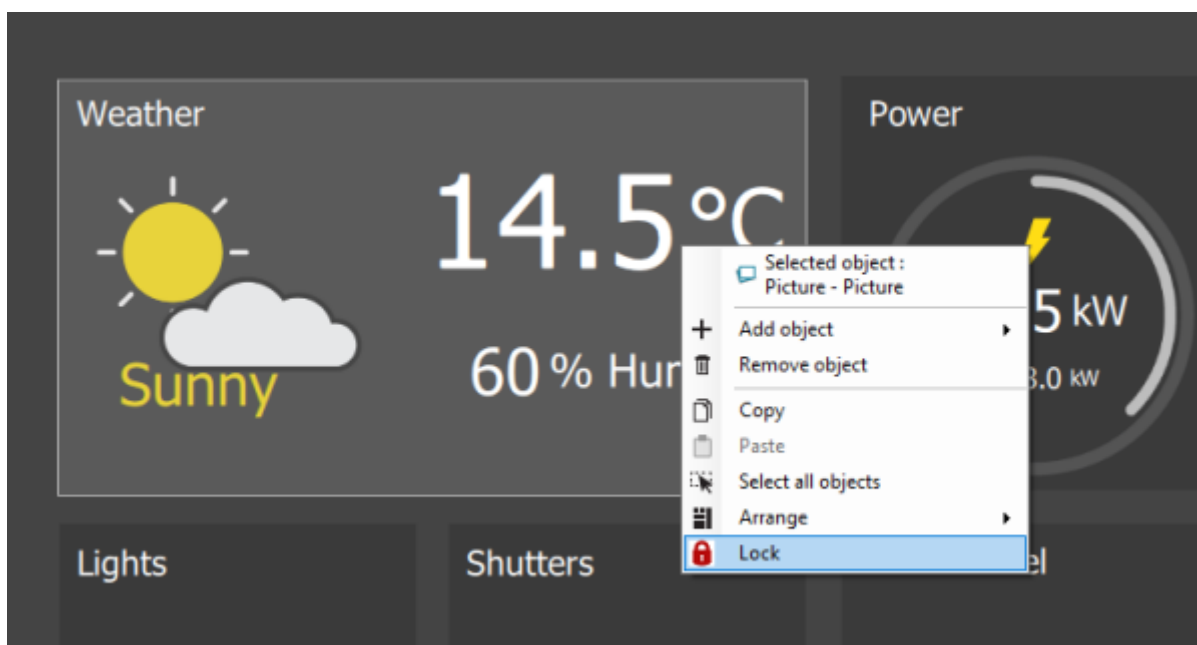 Weather
Power
14.5°C
Selected object :
Picture - Picture
5 kW
Add object
Remove object
60 % Hur
.0 kW
Sunny
Copy
Paste
Select all objects
Arrange
Lock
Lights
Shutters
el